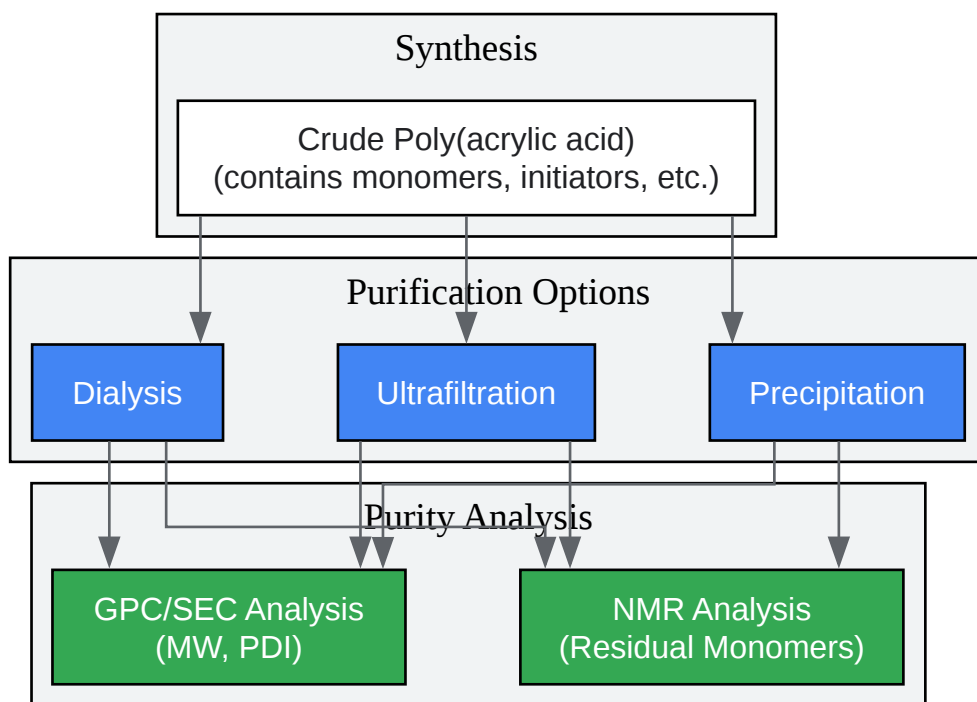 Synthesis
Crude Poly(acrylic acid)
(contains monomers, initiators, etc.)
Purification Options
Dialysis
Ultrafiltration
Precipitation
Purity Analysis
GPC/SEC Analysis
(MW, PDI)
NMR Analysis
(Residual Monomers)